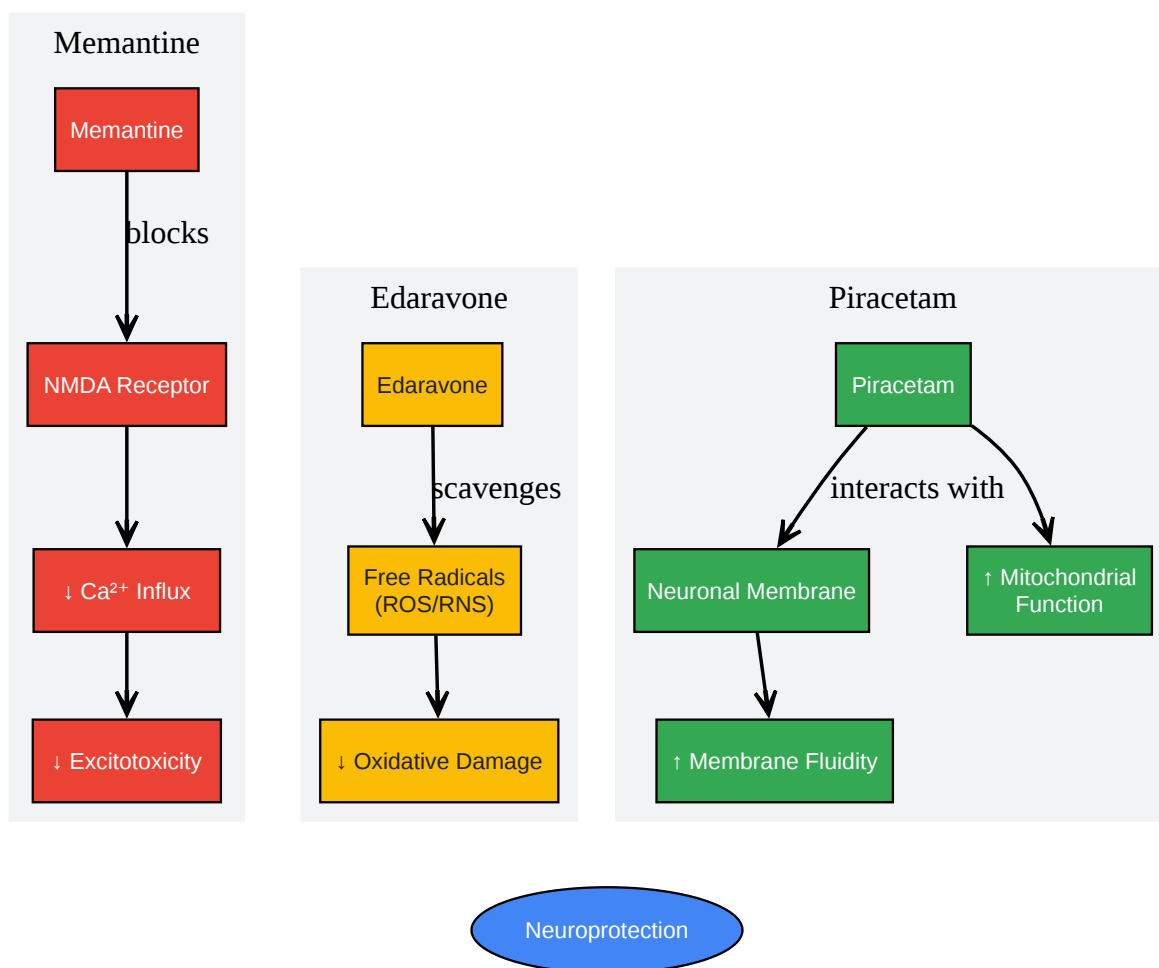 Memantine
Memantine
blocks
NMDA Receptor
↓ Ca²⁺ Influx
↓ Excitotoxicity
Edaravone
Edaravone
scavenges
Free Radicals
(ROS/RNS)
↓ Oxidative Damage
Piracetam
Piracetam
interacts with
Neuronal Membrane
↑ Mitochondrial
Function
↑ Membrane Fluidity
Neuroprotection